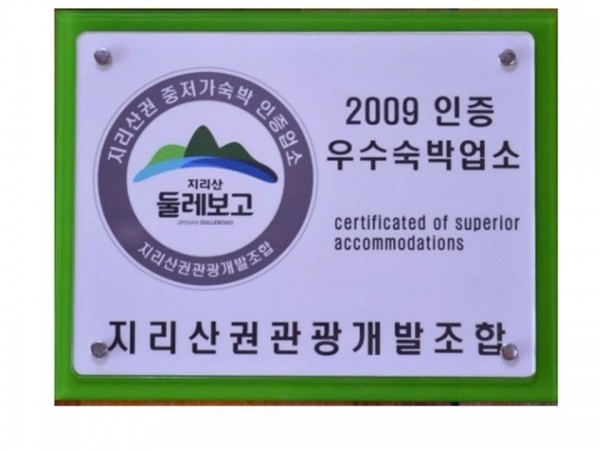 지리산권 중저가숙박 인증업소
지리산
둘레보고
JIRISAN DULLEBOGO
지리산권관광개발조합
2009 인증
우수숙박업소
certificated of superior
accommodations
지리산권관광개발조합